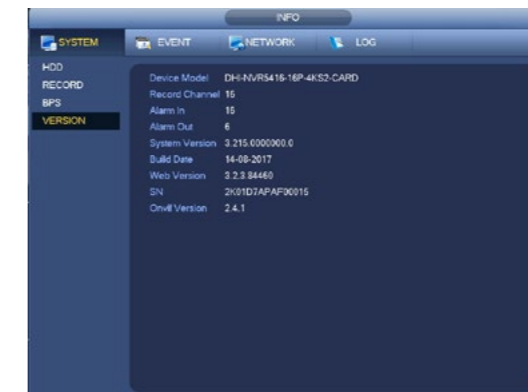 INFO
SYSTEM EVENT NETWORK LOG
HDD
RECORD
BPS
VERSION
Device Model DHI-NVR5416-16P-4KS2-CARD
Record Channel 16
Alarm In 16
Alarm Out 6
System Version 3.215.0000000.0
Build Date 14-08-2017
Web Version 3.2.3.84460
SN 2K01D7APAF00015
Onvif Version 2.4.1